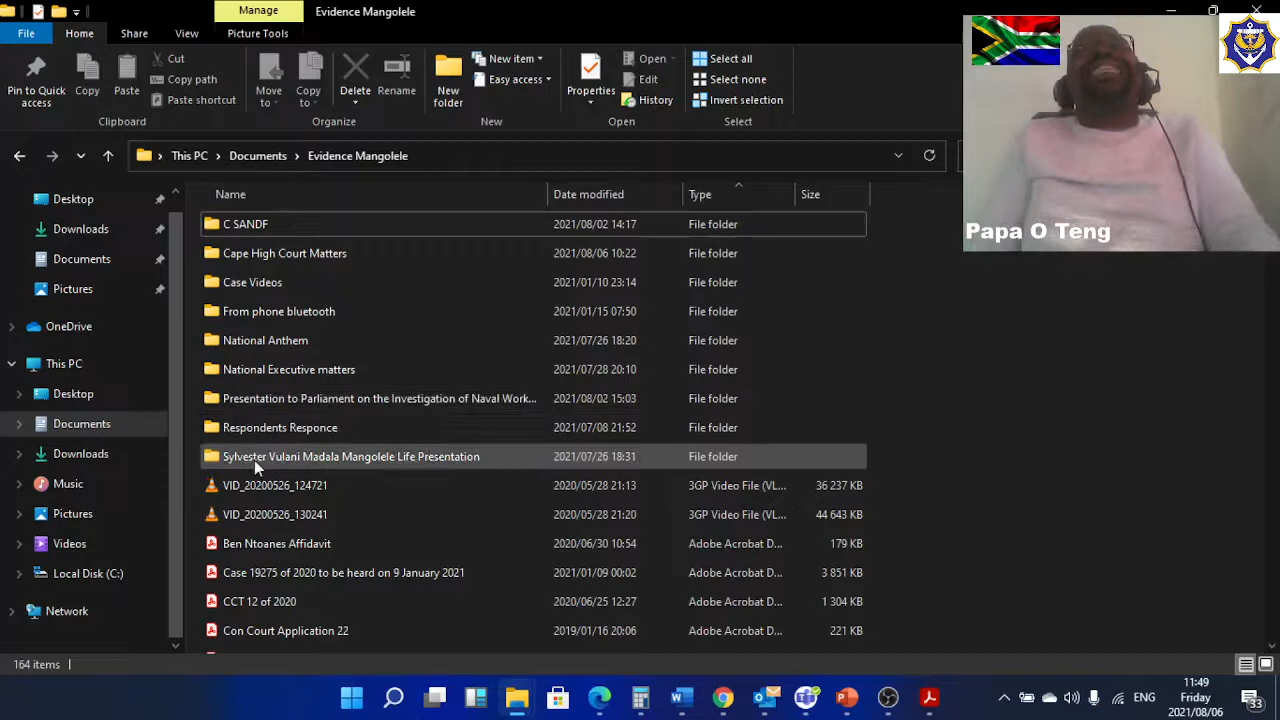 Manage
Evidence Mangolele
File
Home
Share
View
Picture Tools
Pin to Quick access
Copy
Paste
Cut
Copy path
Paste shortcut
Clipboard
Move to
Copy to
Delete
Rename
Organize
New folder
New item
Easy access
New
Properties
Open
Edit
History
Open
Select all
Select none
Invert selection
Select
This PC
Documents
Evidence Mangolele
Papa O Teng
Desktop
Downloads
Documents
Pictures
OneDrive
This PC
Desktop
Documents
Downloads
Music
Pictures
Videos
Local Disk (C:)
Network
Name Date modified Type Size
C SANDF 2021/08/02 14:17 File folder
Cape High Court Matters 2021/08/06 10:22 File folder
Case Videos 2021/01/10 23:14 File folder
From phone bluetooth 2021/01/15 07:50 File folder
National Anthem 2021/07/26 18:20 File folder
National Executive matters 2021/07/28 20:10 File folder
Presentation to Parliament on the Investigation of Naval Work... 2021/08/02 15:03 File folder
Respondents Responce 2021/07/08 21:52 File folder
Sylvester Vulani Madala Mangolele Life Presentation 2021/07/26 18:31 File folder
VID_20200526_124721 2020/05/28 21:13 3GP Video File (VL... 36 237 KB
VID_20200526_130241 2020/05/28 21:20 3GP Video File (VL... 44 643 KB
Ben Ntoanes Affidavit 2020/06/30 10:54 Adobe Acrobat D... 179 KB
Case 19275 of 2020 to be heard on 9 January 2021 2021/01/09 00:02 Adobe Acrobat D... 3 851 KB
CCT 12 of 2020 2020/06/25 12:27 Adobe Acrobat D... 1 304 KB
Con Court Application 22 2019/01/16 20:06 Adobe Acrobat D... 221 KB
164 items
ENG
11:49
Friday
2021/08/06
33